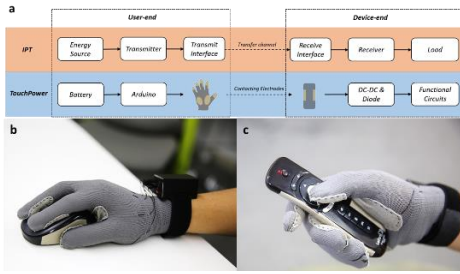 a
User-end
Device-end
IPT
Energy
Source
Transmitter
Transmit
Interface
Transfer channel
Receive
Interface
Receiver
Load
TouchPower
Battery
Arduino
Contacting Electrodes
DC-DC &
Diode
Functional
Circuits
b
c